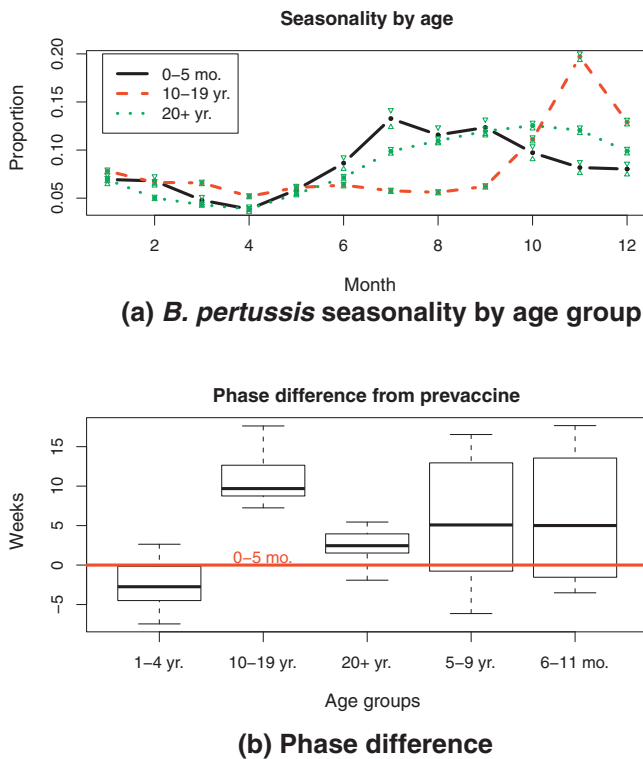 Seasonality by age
0.20
0.15
0.10
0.05
Proportion
0−5 mo.
10−19 yr.
20+ yr.
2 4 6 8 10 12
Month
(a) B. pertussis seasonality by age group
Phase difference from prevaccine
15
10
5
0
−5
Weeks
0−5 mo.
1−4 yr. 10−19 yr. 20+ yr. 5−9 yr. 6−11 mo.
Age groups
(b) Phase difference